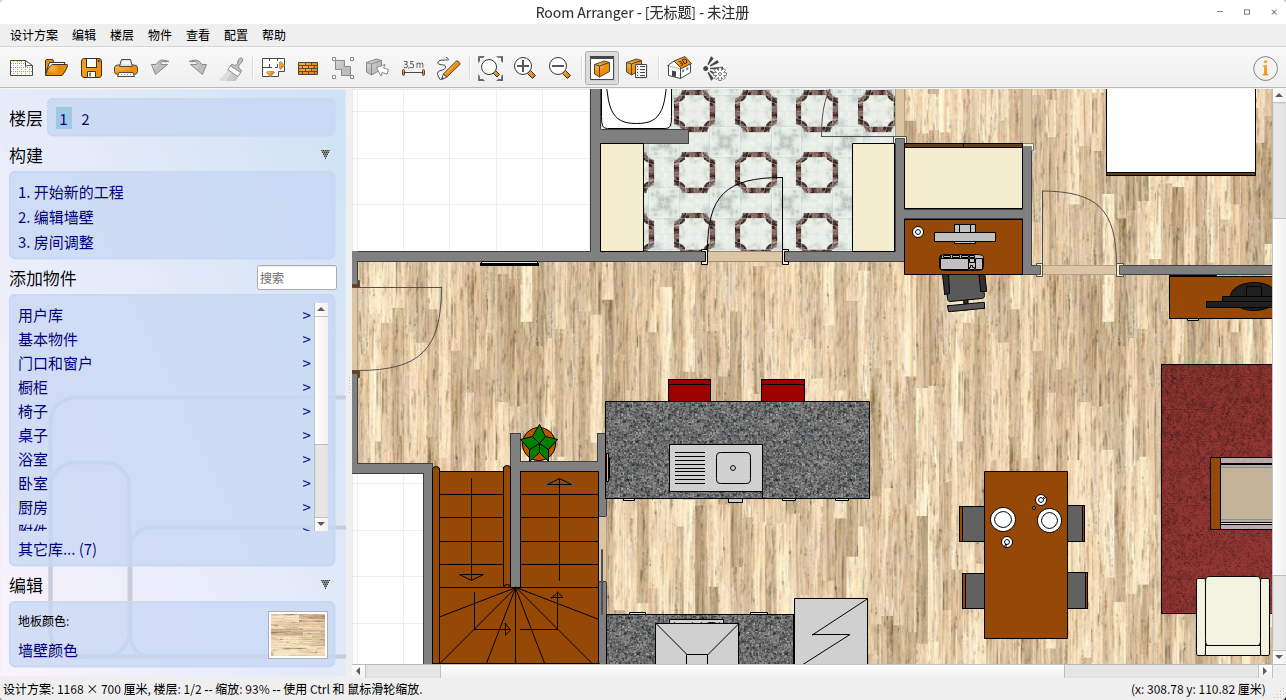 Room Arranger - [无标题] - 未注册
设计方案 编辑 楼层 物件 查看 配置 帮助
3,5 m
3D
楼层 1 2
构建
1. 开始新的工程
2. 编辑墙壁
3. 房间调整
添加物件 搜索
用户库 >
基本物件 >
门口和窗户 >
橱柜 >
椅子 >
桌子 >
浴室 >
卧室 >
厨房 >
附件 >
其它库... (7)
编辑
地板颜色:
墙壁颜色
设计方案: 1168 × 700 厘米, 楼层: 1/2 -- 缩放: 93% -- 使用 Ctrl 和 鼠标滑轮缩放.
(x: 308.78 y: 110.82 厘米)